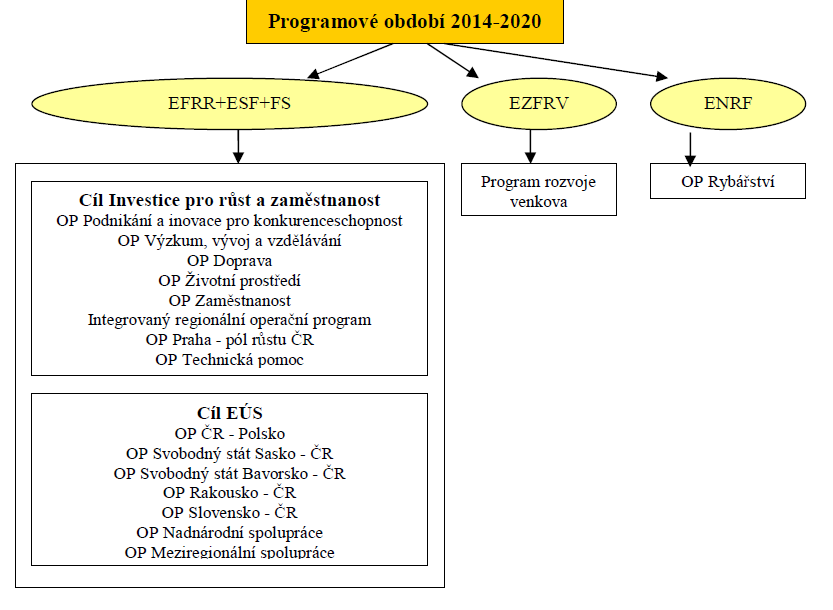 Programové období 2014-2020
EFRR+ESF+FS
EZFRV
ENRF
Cíl Investice pro růst a zaměstnanost
OP Podnikání a inovace pro konkurenceschopnost
OP Výzkum, vývoj a vzdělávání
OP Doprava
OP Životní prostředí
OP Zaměstnanost
Integrovaný regionální operační program
OP Praha - pól růstu ČR
OP Technická pomoc
Cíl EÚS
OP ČR - Polsko
OP Svobodný stát Sasko - ČR
OP Svobodný stát Bavorsko - ČR
OP Rakousko - ČR
OP Slovensko - ČR
OP Nadnárodní spolupráce
OP Meziregionální spolupráce
Program rozvoje
venkova
OP Rybářství